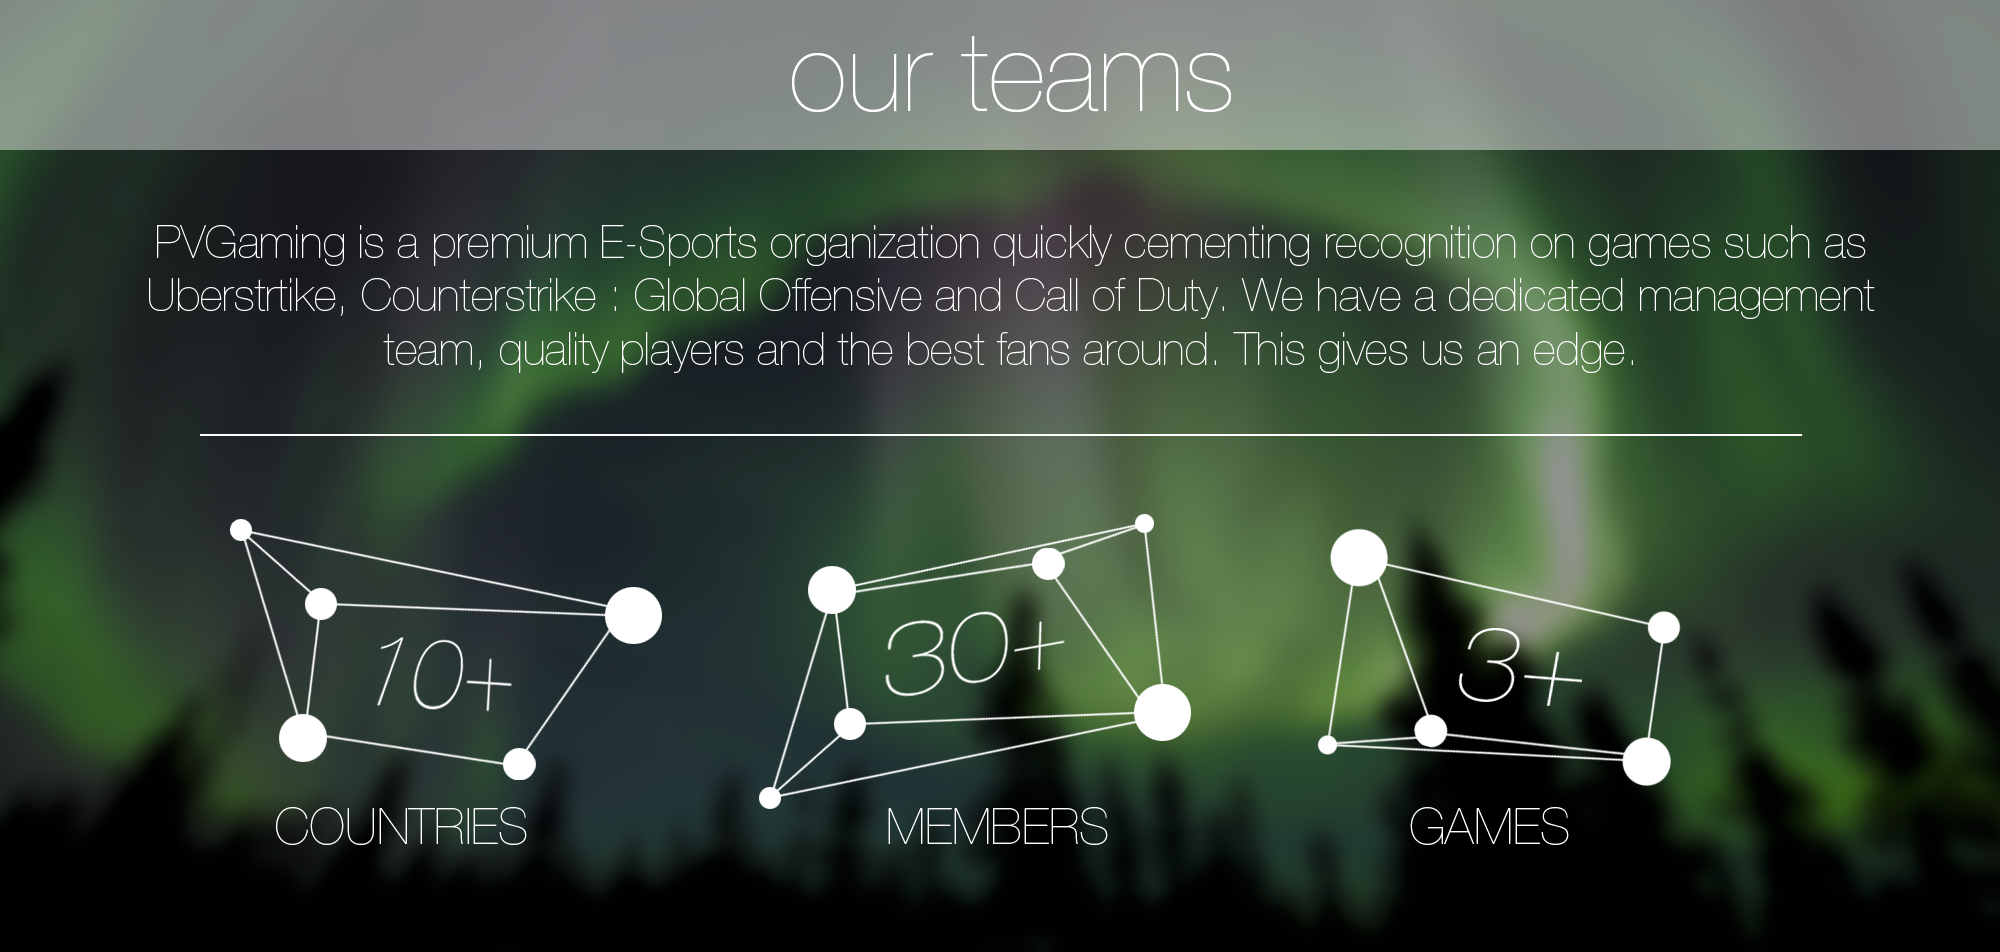 our teams
PVGaming is a premium E-Sports organization quickly cementing recognition on games such as
Uberstrtike, Counterstrike : Global Offensive and Call of Duty. We have a dedicated management
team, quality players and the best fans around. This gives us an edge.
10+
30+
3+
COUNTRIES
MEMBERS
GAMES